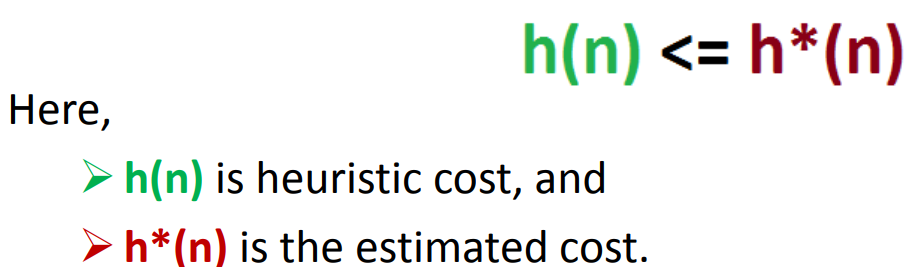 h(n) <= h*(n)
Here,
➢ h(n) is heuristic cost, and
➢ h*(n) is the estimated cost.